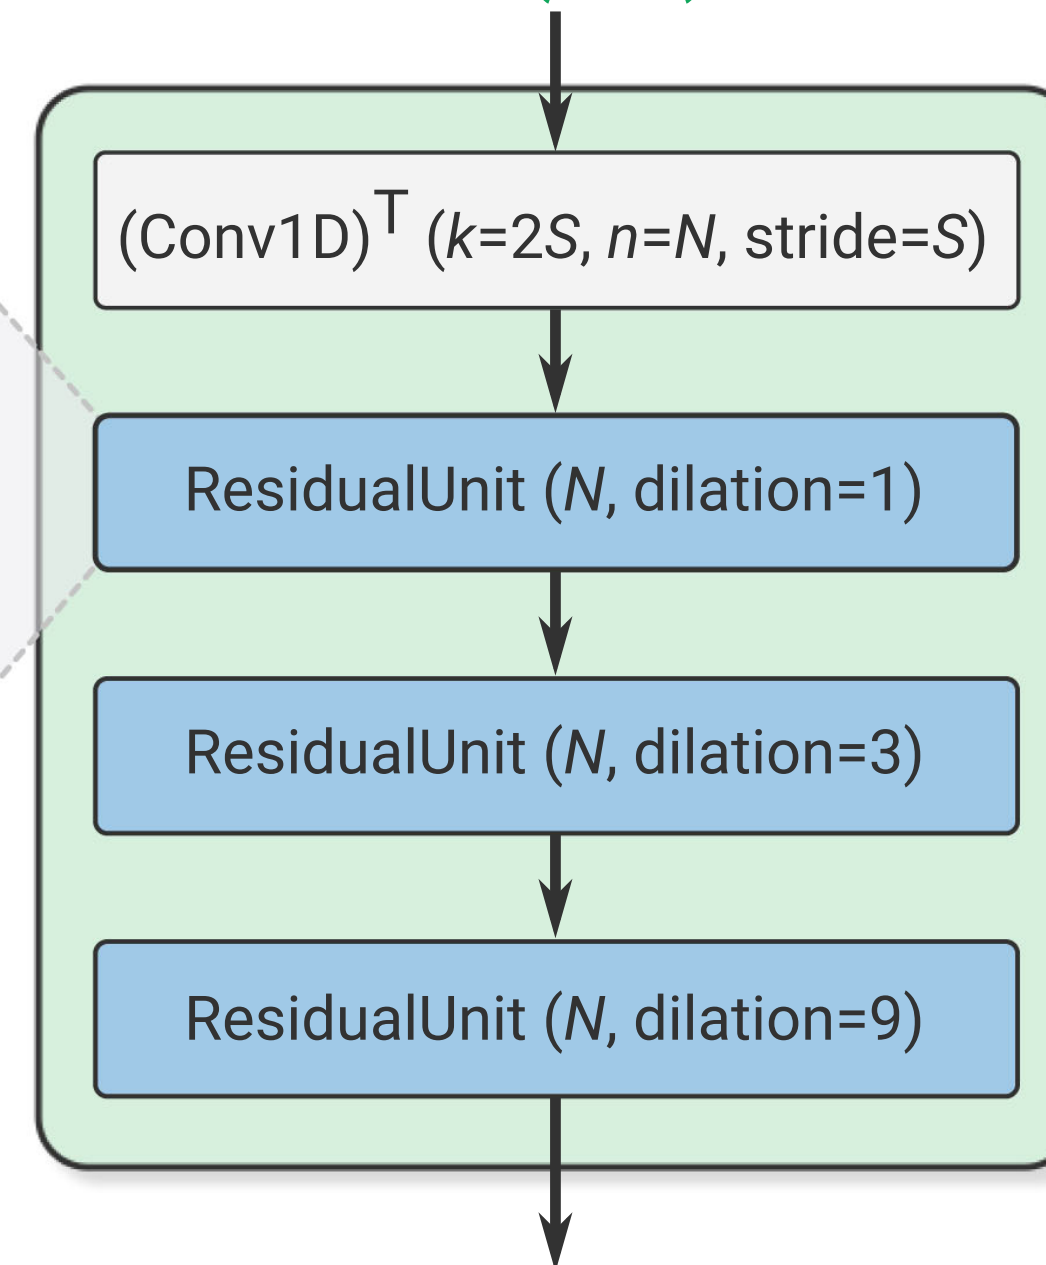 (Conv1D)ᵀ (k=2S, n=N, stride=S)
ResidualUnit (N, dilation=1)
ResidualUnit (N, dilation=3)
ResidualUnit (N, dilation=9)